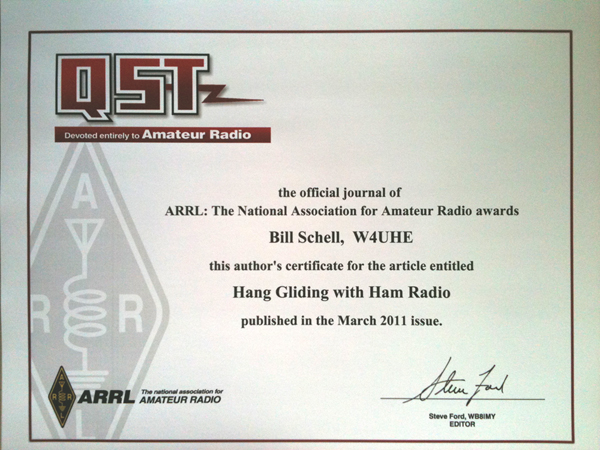 QST
Devoted entirely to Amateur Radio
the official journal of
ARRL: The National Association for Amateur Radio awards
Bill Schell, W4UHE
this author's certificate for the article entitled
Hang Gliding with Ham Radio
published in the March 2011 issue.
A
R R
L
A
R R
L
ARRL
The national association for
AMATEUR RADIO
Steve Ford
Steve Ford, WB8IMY
EDITOR